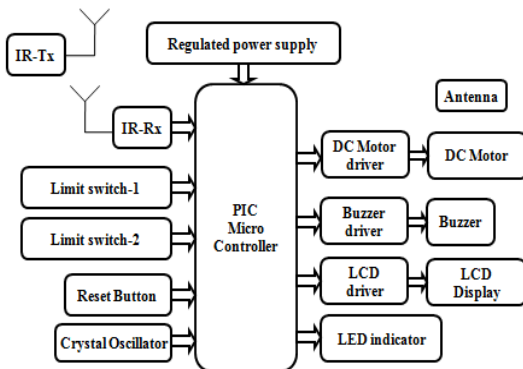 IR-Tx
Regulated power supply
Antenna
IR-Rx
DC Motor
driver
DC Motor
Limit switch-1
PIC
Micro
Controller
Limit switch-2
Buzzer
driver
Buzzer
Reset Button
LCD
driver
LCD
Display
Crystal Oscillator
LED indicator